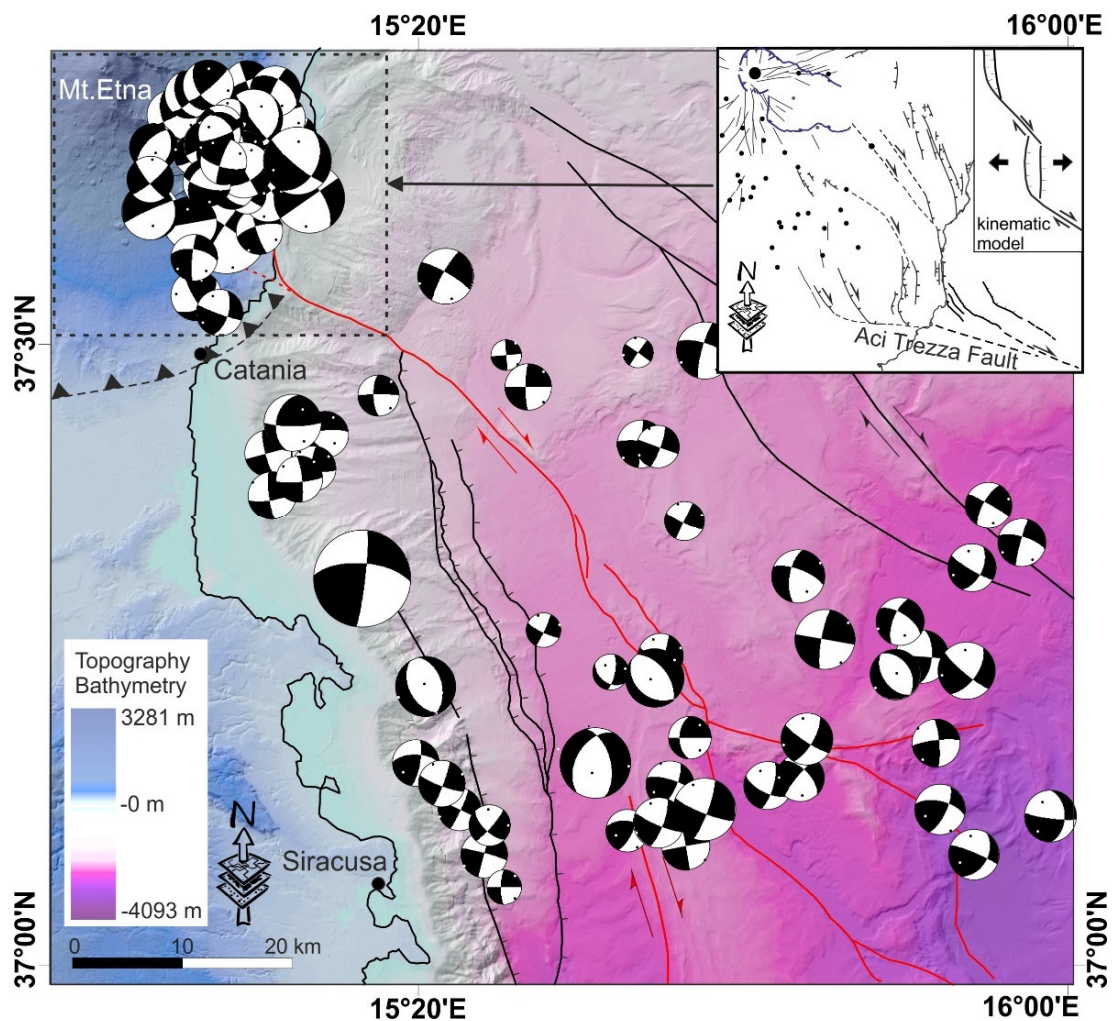 15°20'E
16°00'E
Mt.Etna
kinematic
model
N
Aci Trezza Fault
37°30'N
37°30'N
Catania
Topography
Bathymetry
3281 m
-0 m
-4093 m
N
Siracusa
0 10 20 km
37°00'N
37°00'N
15°20'E
16°00'E